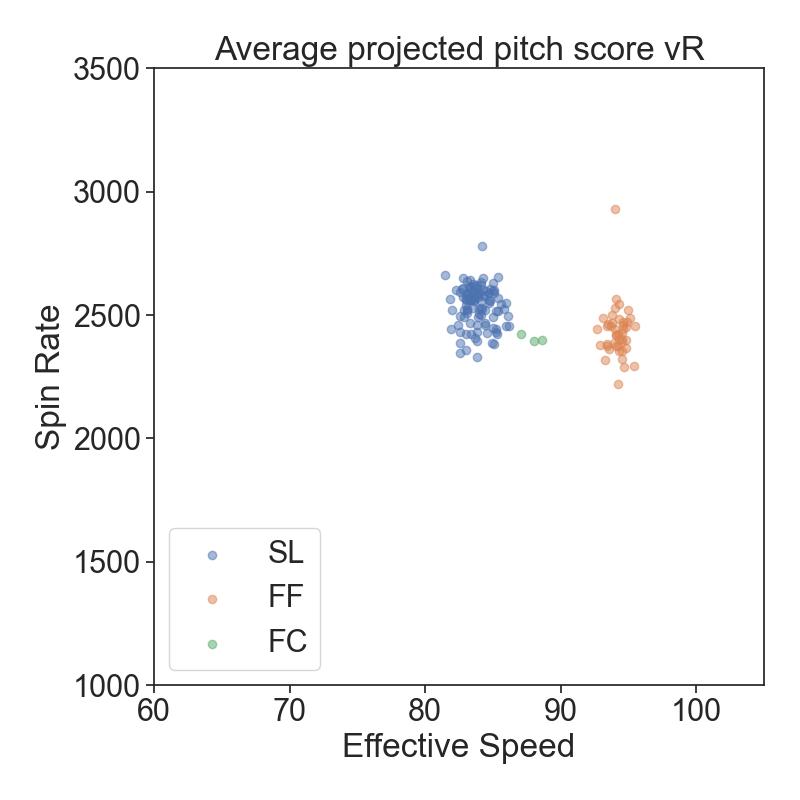 Average projected pitch score vR
3500
3000
2500
2000
1500
1000
Spin Rate
SL
FF
FC
60 70 80 90 100
Effective Speed